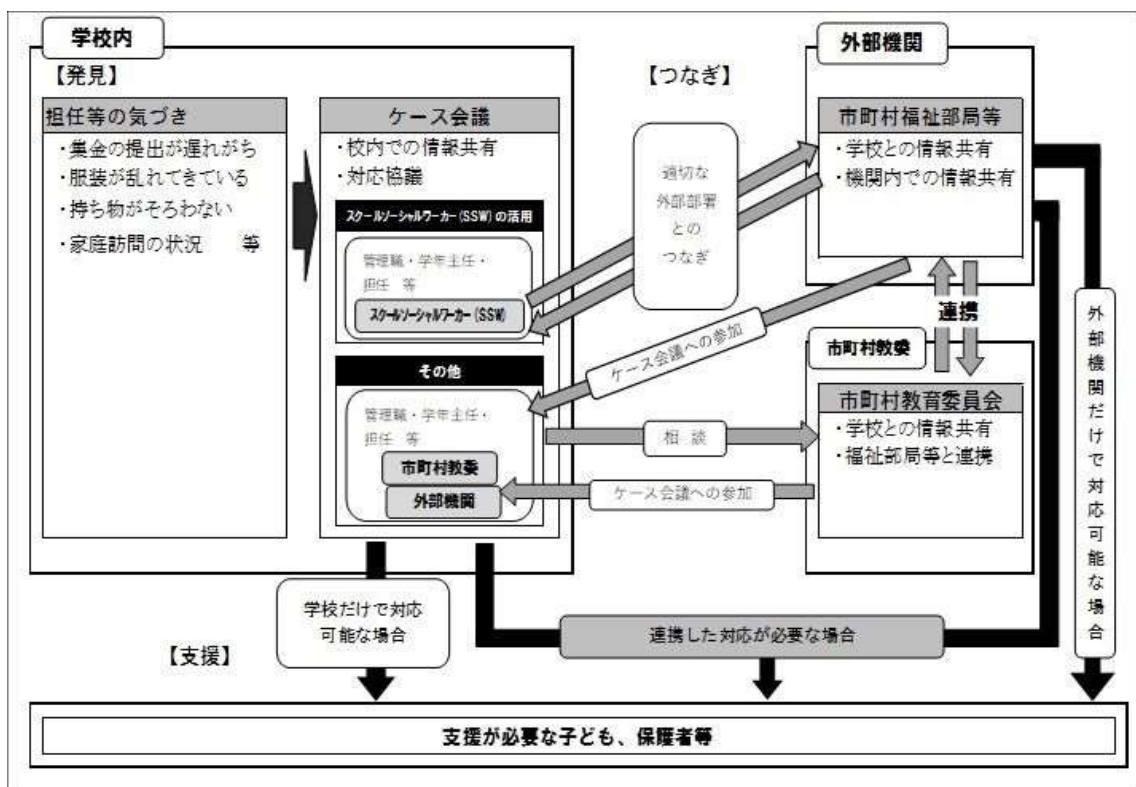 学校内
【発見】
担任等の気づき
・集金の提出が遅れがち
・服装が乱れてきている
・持ち物がそろわない
・家庭訪問の状況　等
ケース会議
・校内での情報共有
・対応協議
スクールソーシャルワーカー(SSW)の活用
管理職・学年主任・
担任 等
スクールソーシャルワーカー(SSW)
その他
管理職・学年主任・
担任 等
市町村教委
外部機関
【つなぎ】
適切な
外部部署
との
つなぎ
ケース会議への参加
相 談
ケース会議への参加
外部機関
市町村福祉部局等
・学校との情報共有
・機関内での情報共有
連携
市町村教委
市町村教育委員会
・学校との情報共有
・福祉部局等と連携
外部機関だけで対応可能な場合
【支援】
学校だけで対応
可能な場合
連携した対応が必要な場合
支援が必要な子ども、保護者等